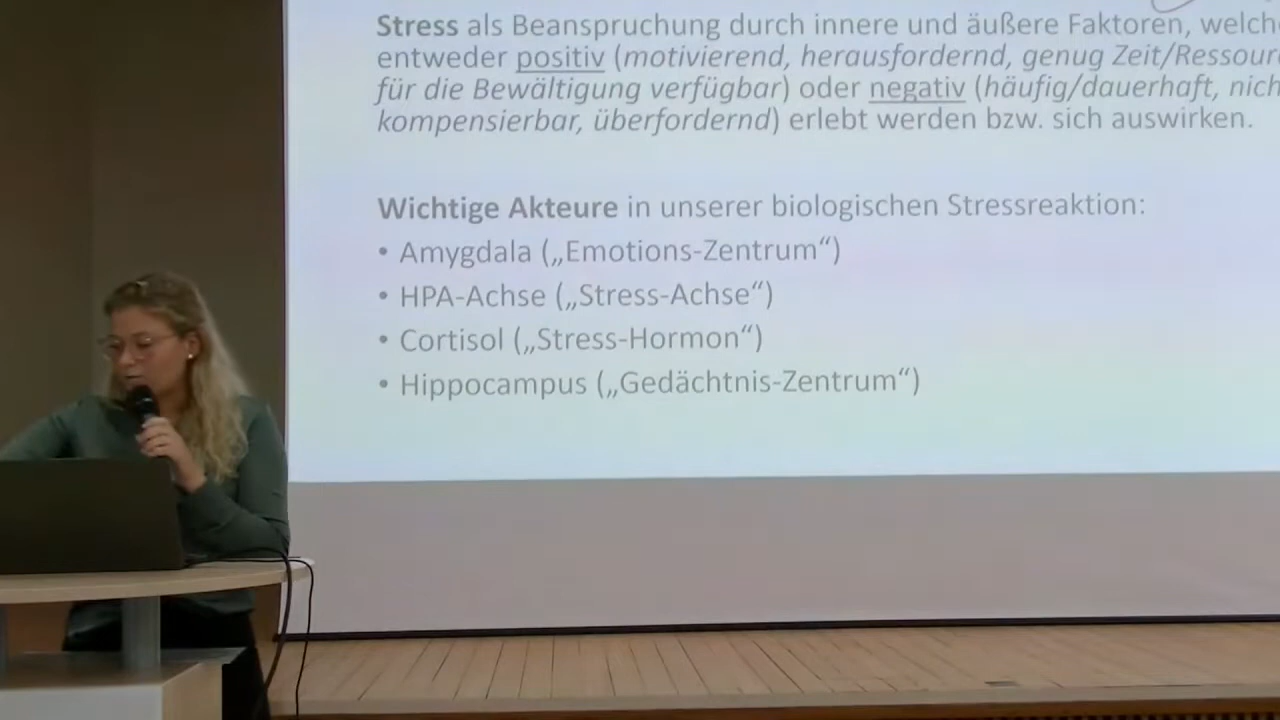 Stress als Beanspruchung durch innere und äußere Faktoren, welch
entweder positiv (motivierend, herausfordernd, genug Zeit/Ressour
für die Bewältigung verfügbar) oder negativ (häufig/dauerhaft, nich
kompensierbar, überfordernd) erlebt werden bzw. sich auswirken.
Wichtige Akteure in unserer biologischen Stressreaktion:
• Amygdala („Emotions-Zentrum“)
• HPA-Achse („Stress-Achse“)
• Cortisol („Stress-Hormon“)
• Hippocampus („Gedächtnis-Zentrum“)